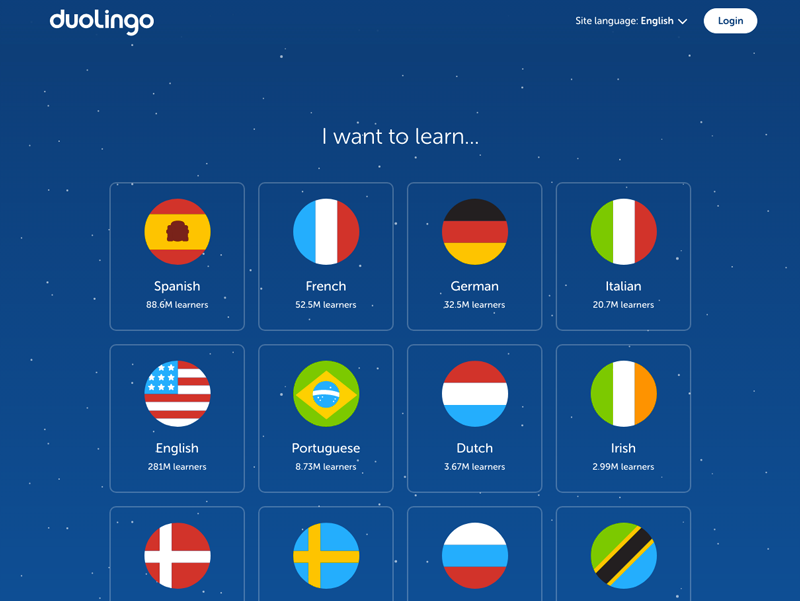 duolingo
Site language: English
Login
I want to learn...
Spanish
88.6M learners
French
52.5M learners
German
32.5M learners
Italian
20.7M learners
English
281M learners
Portuguese
8.73M learners
Dutch
3.67M learners
Irish
2.99M learners